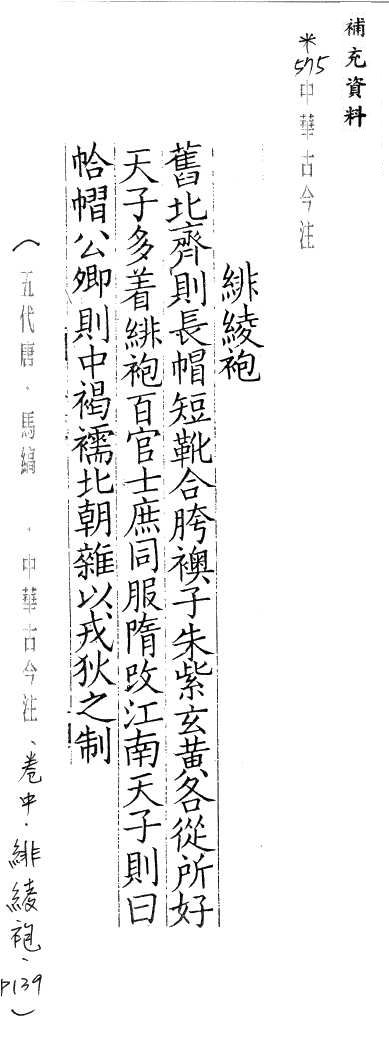 補充資料
*575中華古今注
緋綾袍
舊北齊則長帽短靴合胯襖子朱紫玄黄各從所好
天子多着緋袍百官士庶同服隋改江南天子則曰
帢帽公卿則中褐襦北朝雜以戎狄之制
(五代唐.馬縞.中華古今注、卷中.緋綾袍、P139)